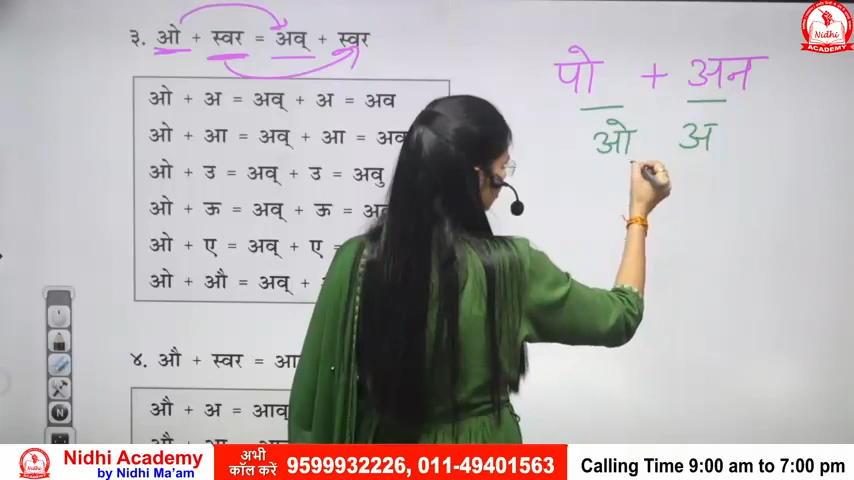 ३. ओ + स्वर = अव् + स्वर
ओ + अ = अव् + अ = अव
ओ + आ = अव् + आ = अव
ओ + उ = अव् + उ = अवु
ओ + ऊ = अव् + ऊ =
ओ + ए = अव् + ए =
ओ + औ = अव् +
४. औ + स्वर = आ
औ + अ = आव्
पो + अन
ओ अ
Nidhi
ACADEMY
N
Nidhi Academy
by Nidhi Ma'am
अभी
कॉल करें
9599932226, 011-49401563
Calling Time 9:00 am to 7:00 pm